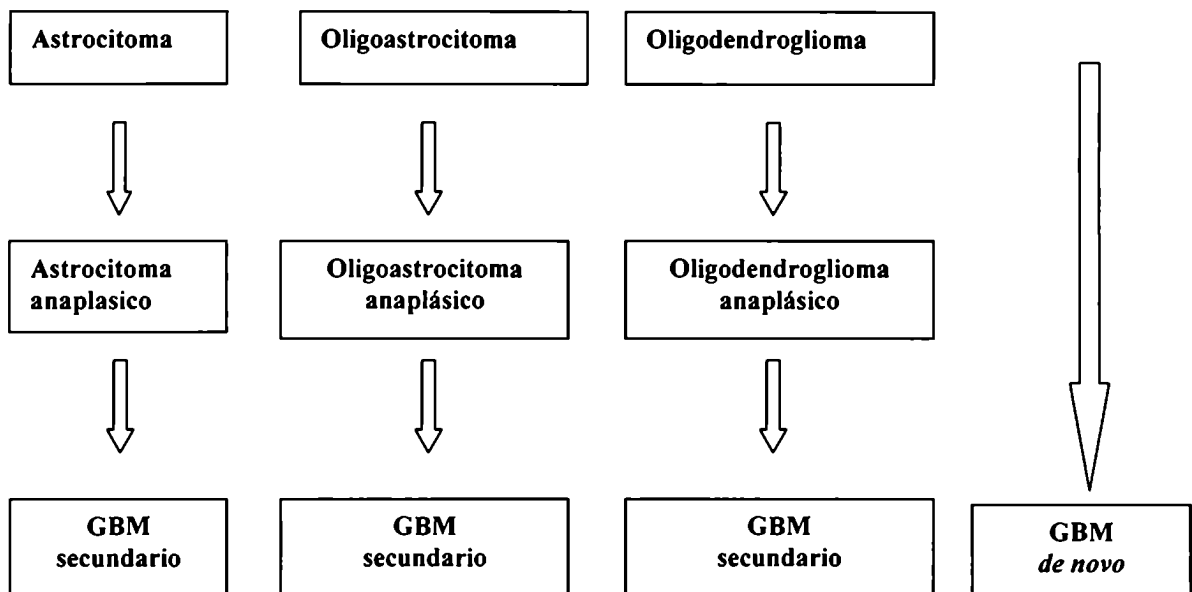 Astrocitoma
Oligoastrocitoma
Oligodendroglioma
Astrocitoma
anaplasico
Oligoastrocitoma
anaplásico
Oligodendroglioma
anaplásico
GBM
secundario
GBM
secundario
GBM
secundario
GBM
de novo